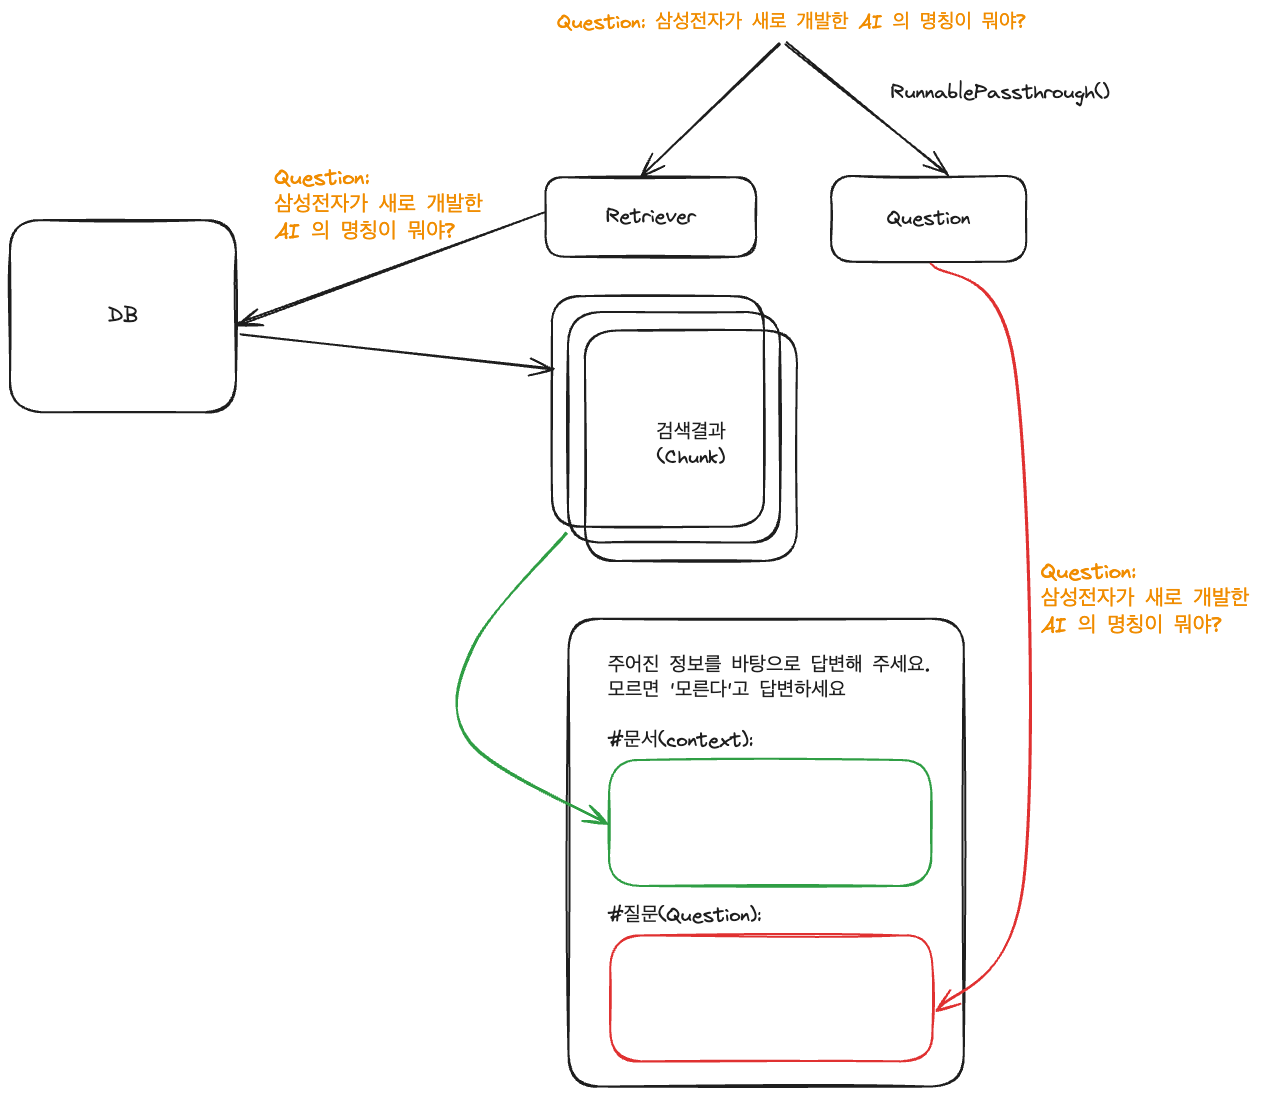 Question: 삼성전자가 새로 개발한 AI 의 명칭이 뭐야?
RunnablePassthrough()
Question:
삼성전자가 새로 개발한
AI 의 명칭이 뭐야?
Retriever
Question
DB
검색결과
(Chunk)
Question:
삼성전자가 새로 개발한
AI 의 명칭이 뭐야?
주어진 정보를 바탕으로 답변해 주세요.
모르면 '모른다'고 답변하세요
#문서(context):
#질문(Question):